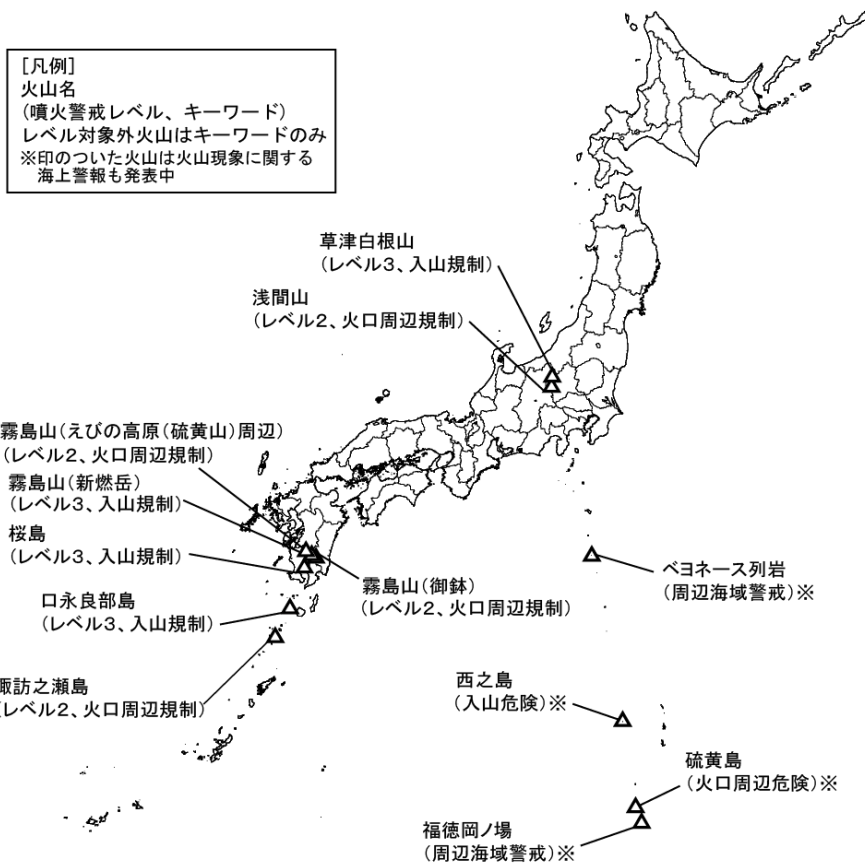 [凡例]
火山名
(噴火警戒レベル、キーワード)
レベル対象外火山はキーワードのみ
※印のついた火山は火山現象に関する
海上警報も発表中
草津白根山
(レベル3、入山規制)
浅間山
(レベル2、火口周辺規制)
霧島山(えびの高原(硫黄山)周辺)
(レベル2、火口周辺規制)
霧島山(新燃岳)
(レベル3、入山規制)
桜島
(レベル3、入山規制)
霧島山(御鉢)
(レベル2、火口周辺規制)
口永良部島
(レベル3、入山規制)
諏訪之瀬島
(レベル2、火口周辺規制)
ベヨネース列岩
(周辺海域警戒)※
西之島
(入山危険)※
硫黄島
(火口周辺危険)※
福徳岡ノ場
(周辺海域警戒)※